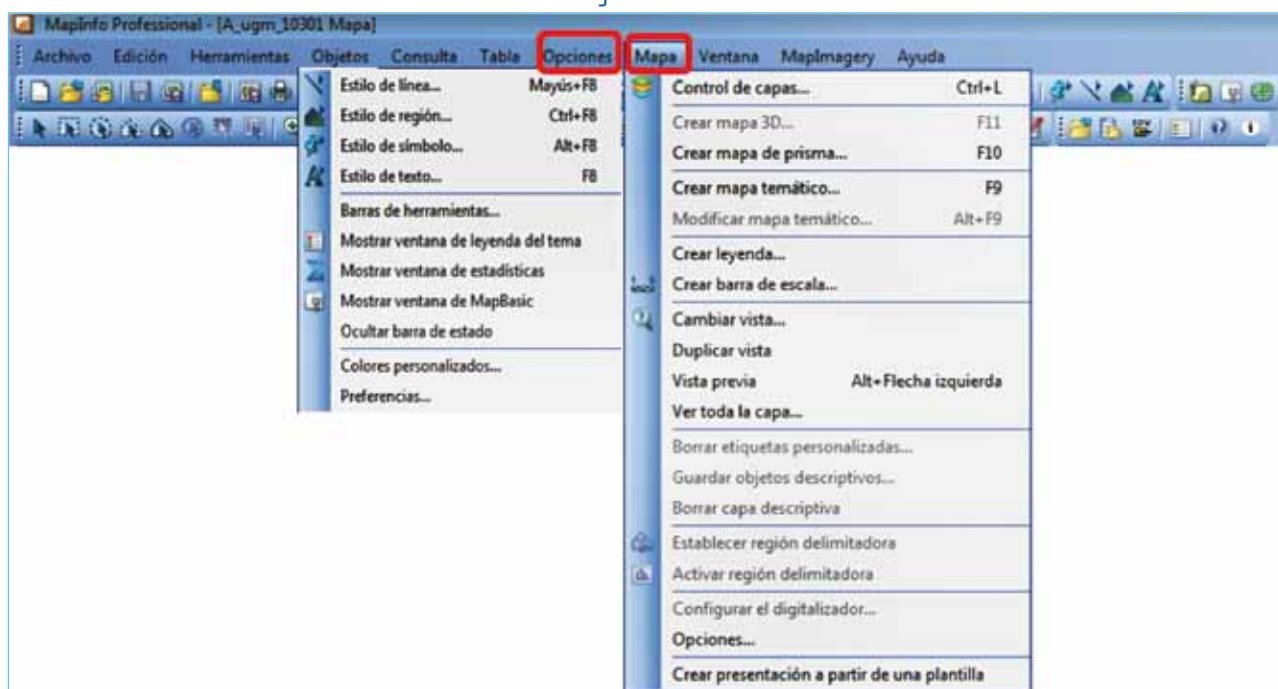 MapInfo Professional - [A_ugm_10301 Mapa]
Archivo Edición Herramientas Objetos Consulta Tabla Opciones Mapa Ventana MapImagery Ayuda
Estilo de línea... Mayús+F8
Estilo de región... Ctrl+F8
Estilo de símbolo... Alt+F8
Estilo de texto... F8
Barras de herramientas...
Mostrar ventana de leyenda del tema
Mostrar ventana de estadísticas
Mostrar ventana de MapBasic
Ocultar barra de estado
Colores personalizados...
Preferencias...
Control de capas... Ctrl+L
Crear mapa 3D... F11
Crear mapa de prisma... F10
Crear mapa temático... F9
Modificar mapa temático... Alt+F9
Crear leyenda...
Crear barra de escala...
Cambiar vista...
Duplicar vista
Vista previa Alt+Flecha izquierda
Ver toda la capa...
Borrar etiquetas personalizadas...
Guardar objetos descriptivos...
Borrar capa descriptiva
Establecer región delimitadora
Activar región delimitadora
Configurar el digitalizador...
Opciones...
Crear presentación a partir de una plantilla